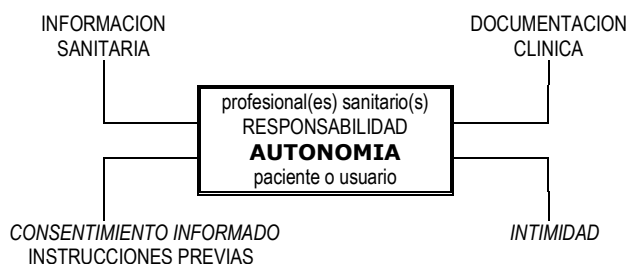 INFORMACION
SANITARIA
DOCUMENTACION
CLINICA
profesional(es) sanitario(s)
RESPONSABILIDAD
AUTONOMIA
paciente o usuario
CONSENTIMIENTO INFORMADO
INSTRUCCIONES PREVIAS
INTIMIDAD